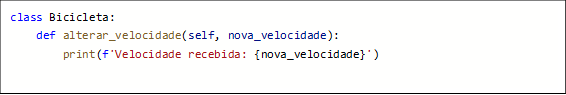 class Bicicleta:
    def alterar_velocidade(self, nova_velocidade):
        print(f'Velocidade recebida: {nova_velocidade}')